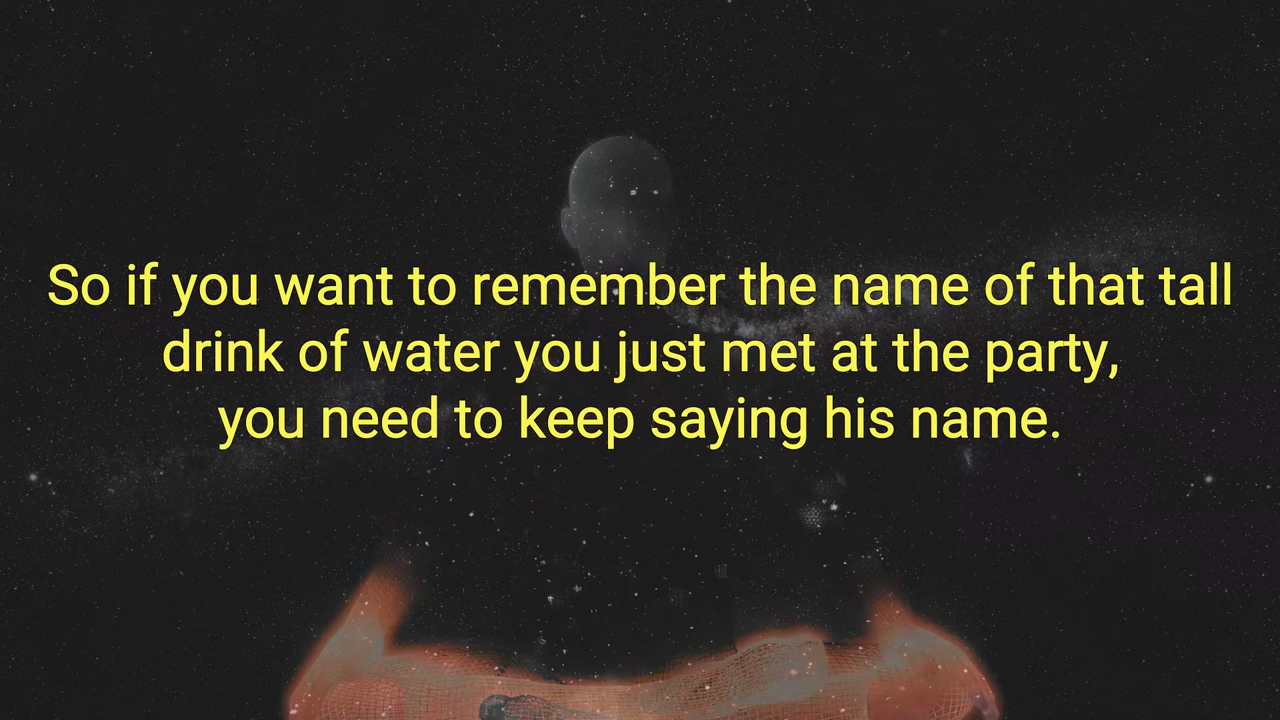 So if you want to remember the name of that tall
drink of water you just met at the party,
you need to keep saying his name.